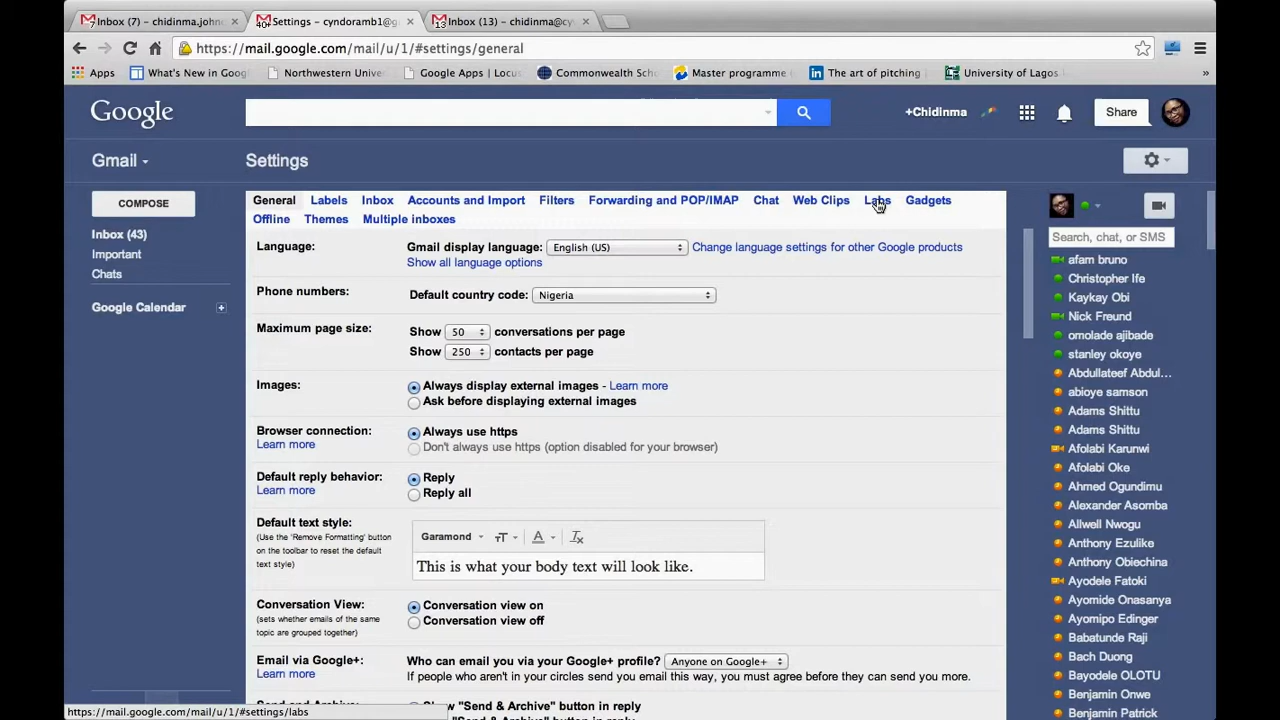 Inbox (7) - chidinma.john
Settings - cyndoramb1@g
Inbox (13) - chidinma@cy
7
40+
13
https://mail.google.com/mail/u/1/#settings/general
Apps
What's New in Goog
Northwestern Unive
Google Apps | Locus
Commonwealth Sch
Master programme
The art of pitching
University of Lagos
»
Google
+Chidinma
Share
Gmail
Settings
COMPOSE
General Labels Inbox Accounts and Import Filters Forwarding and POP/IMAP Chat Web Clips Labs Gadgets
Offline Themes Multiple inboxes
Inbox (43)
Important
Chats
Google Calendar
Language:
Gmail display language: English (US) Change language settings for other Google products
Show all language options
Phone numbers:
Default country code: Nigeria
Maximum page size:
Show 50 conversations per page
Show 250 contacts per page
Images:
Always display external images - Learn more
Ask before displaying external images
Browser connection:
Learn more
Always use https
Don't always use https (option disabled for your browser)
Default reply behavior:
Learn more
Reply
Reply all
Default text style:
(Use the 'Remove Formatting' button
on the toolbar to reset the default
text style)
Garamond
This is what your body text will look like.
Conversation View:
(sets whether emails of the same
topic are grouped together)
Conversation view on
Conversation view off
Email via Google+:
Learn more
Who can email you via your Google+ profile? Anyone on Google+
If people who aren't in your circles send you email this way, you must agree before they can send you more.
Show "Send & Archive" button in reply
Search, chat, or SMS
afam bruno
Christopher Ife
Kaykay Obi
Nick Freund
omolade ajibade
stanley okoye
Abdullateef Abdul...
abioye samson
Adams Shittu
Adams Shittu
Afolabi Karunwi
Afolabi Oke
Ahmed Ogundimu
Alexander Asomba
Allwell Nwogu
Anthony Ezulike
Anthony Obiechina
Ayodele Fatoki
Ayomide Onasanya
Ayomipo Edinger
Babatunde Raji
Bach Duong
Bayodele OLOTU
Benjamin Onwe
Benjamin Patrick
https://mail.google.com/mail/u/1/#settings/labs